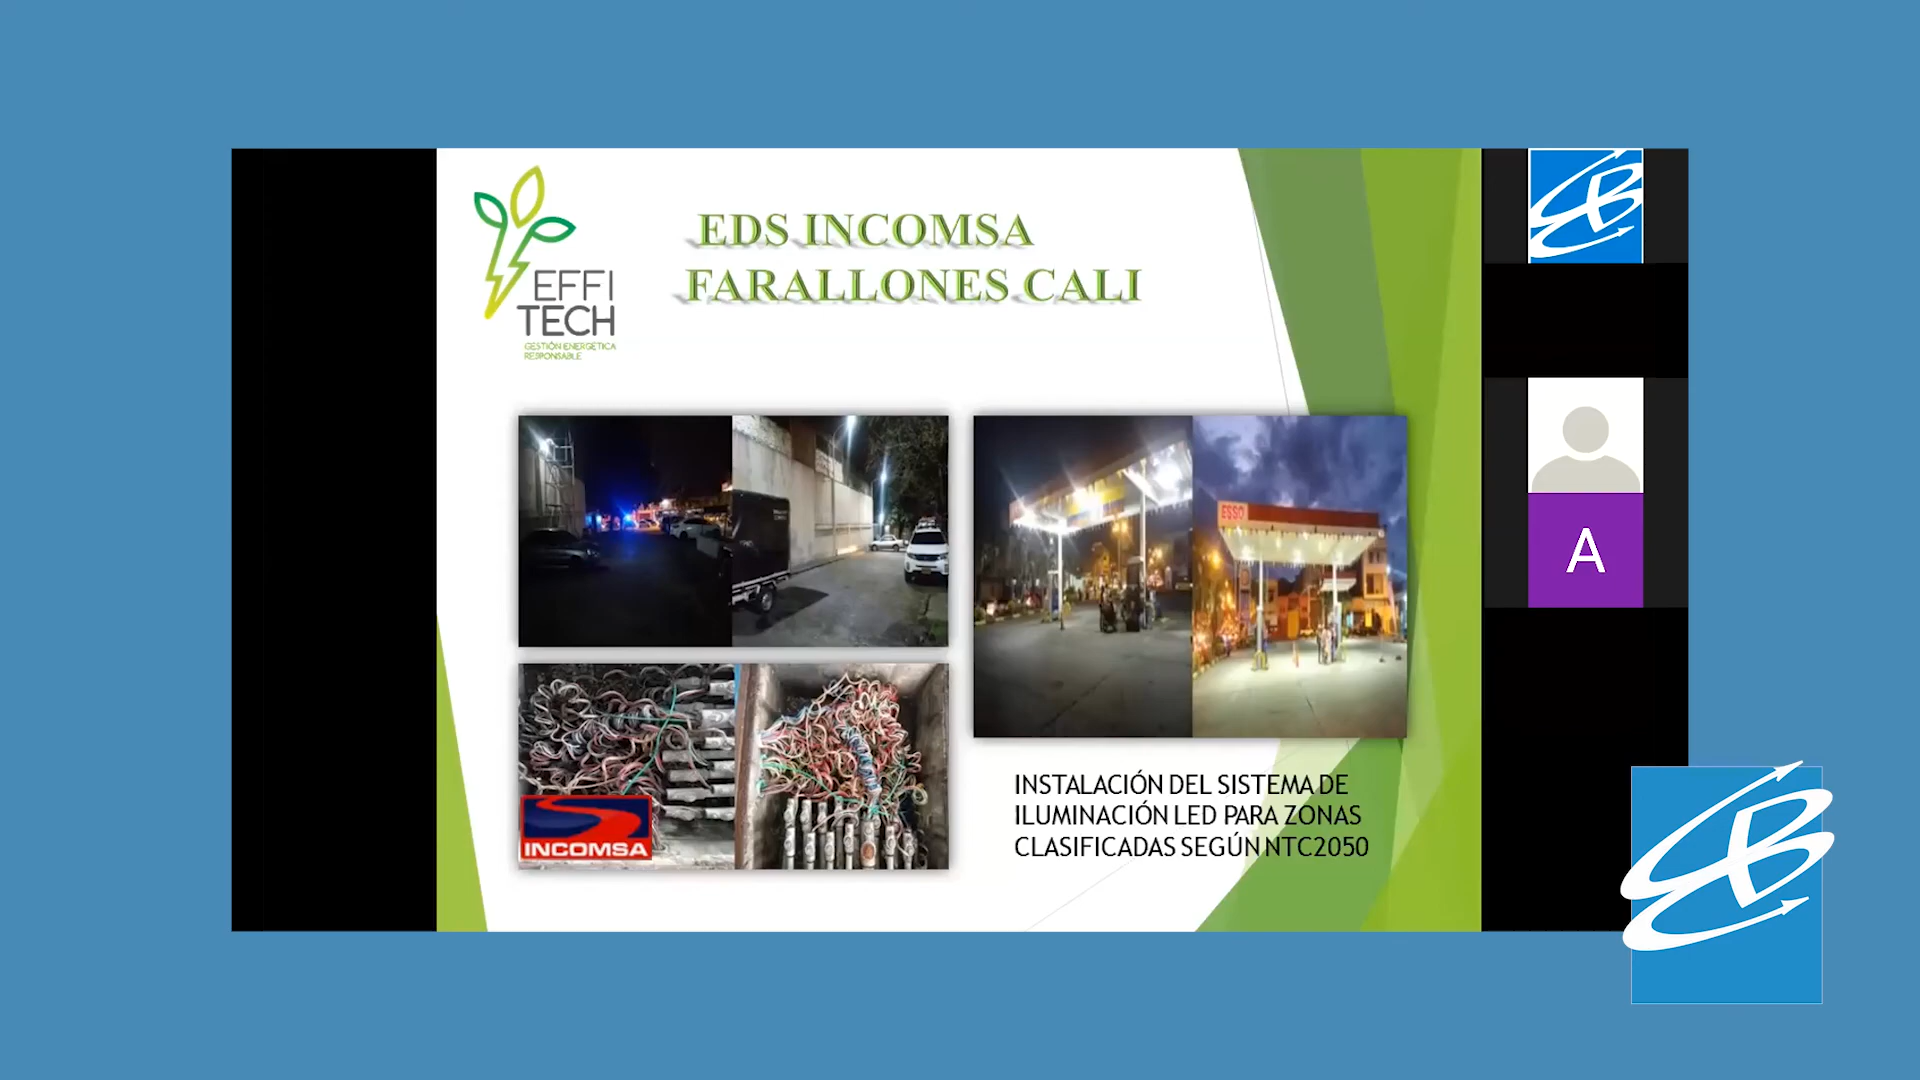 EDS INCOMSA
FARALLONES CALI
EFFI
TECH
GESTIÓN ENERGÉTICA
RESPONSABLE
ESSO
INCOMSA
INSTALACIÓN DEL SISTEMA DE
ILUMINACIÓN LED PARA ZONAS
CLASIFICADAS SEGÚN NTC2050
A